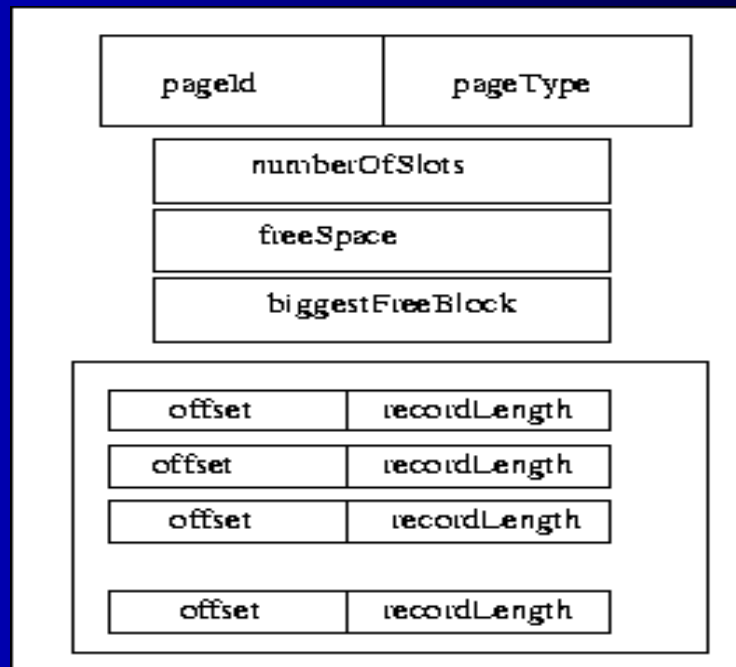 pageId pageType
numberOfSlots
freeSpace
biggestFreeBlock
offset recordLength
offset recordLength
offset recordLength
offset recordLength